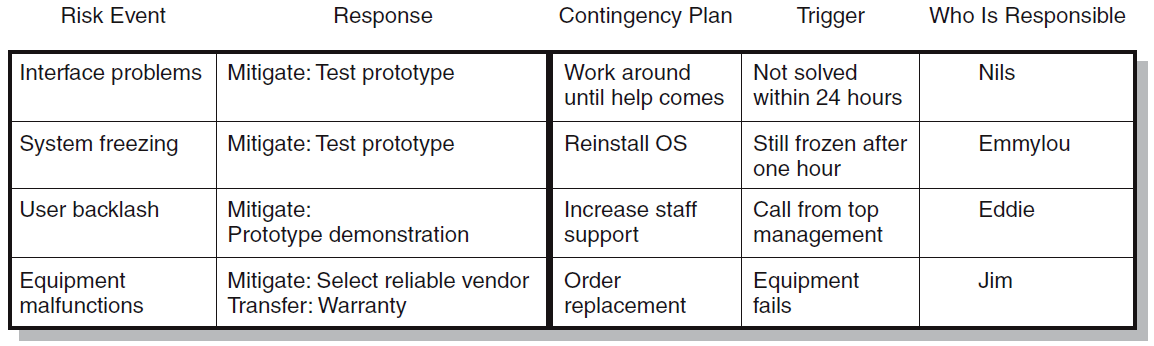 Risk Event Response Contingency Plan Trigger Who Is Responsible
Interface problems Mitigate: Test prototype Work around Not solved Nils
until help comes within 24 hours
System freezing Mitigate: Test prototype Reinstall OS Still frozen after Emmylou
one hour
User backlash Mitigate: Increase staff Call from top Eddie
Prototype demonstration support management
Equipment Mitigate: Select reliable vendor Order Equipment Jim
malfunctions Transfer: Warranty replacement fails